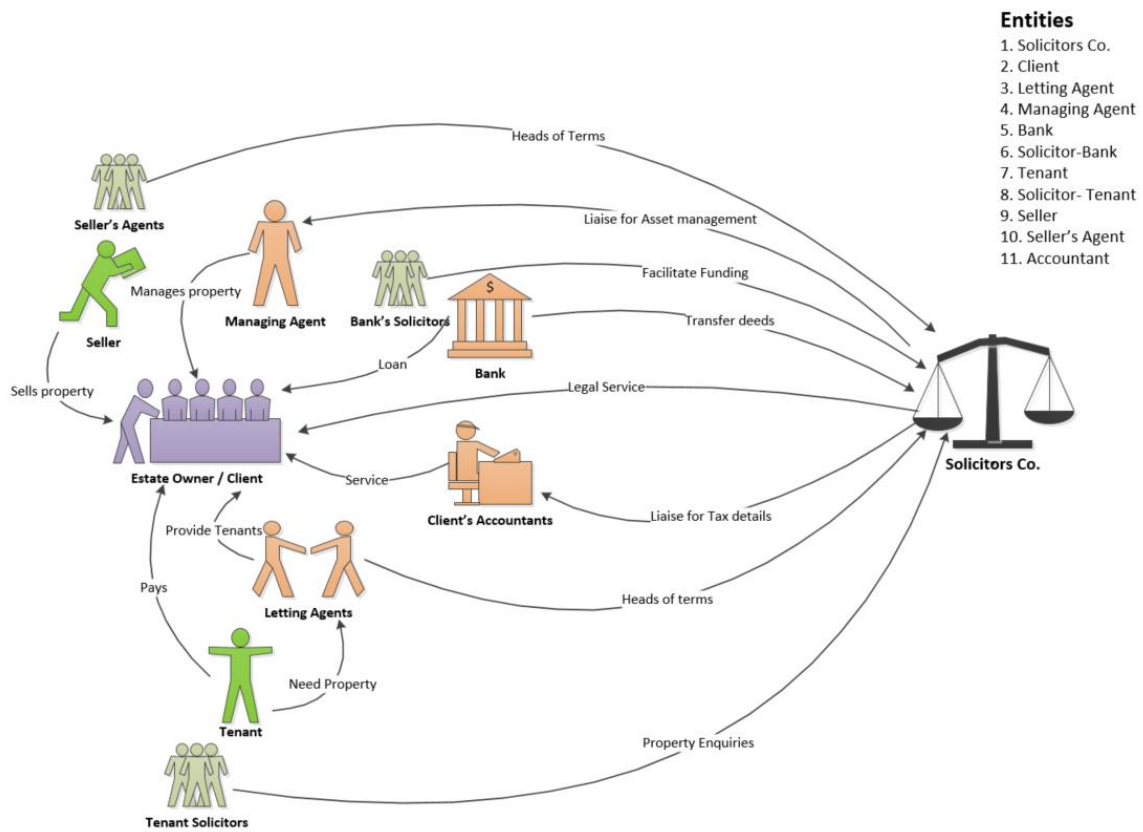 Entities
1. Solicitors Co.
2. Client
3. Letting Agent
4. Managing Agent
5. Bank
6. Solicitor-Bank
7. Tenant
8. Solicitor- Tenant
9. Seller
10. Seller's Agent
11. Accountant
Heads of Terms
Seller's Agents
Liaise for Asset management
Facilitate Funding
Manages property
Managing Agent
Bank's Solicitors
$
Transfer deeds
Seller
Loan
Bank
Sells property
Legal Service
Solicitors Co.
Estate Owner / Client
Service
Client's Accountants
Liaise for Tax details
Provide Tenants
Pays
Letting Agents
Heads of terms
Need Property
Tenant
Property Enquiries
Tenant Solicitors